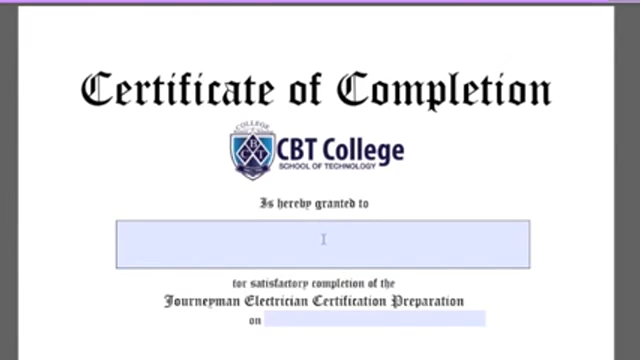 Certificate of Completion
COLLEGE
CBT
CBT College
SCHOOL OF TECHNOLOGY
Is hereby granted to
for satisfactory completion of the
Journeyman Electrician Certification Preparation
on